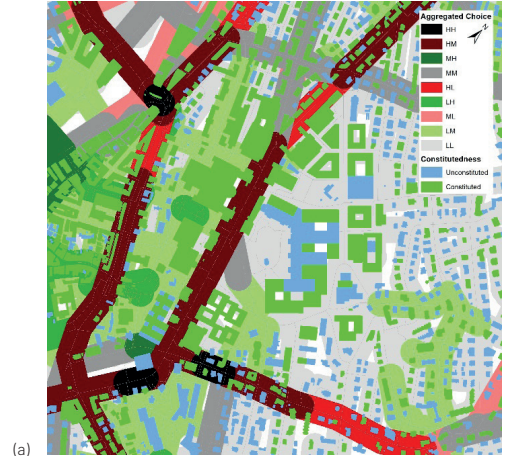 Aggregated Choice
HH
HM
MH
MM
HL
LH
ML
LM
LL
Constitutedness
Unconstituted
Constituted
(a)